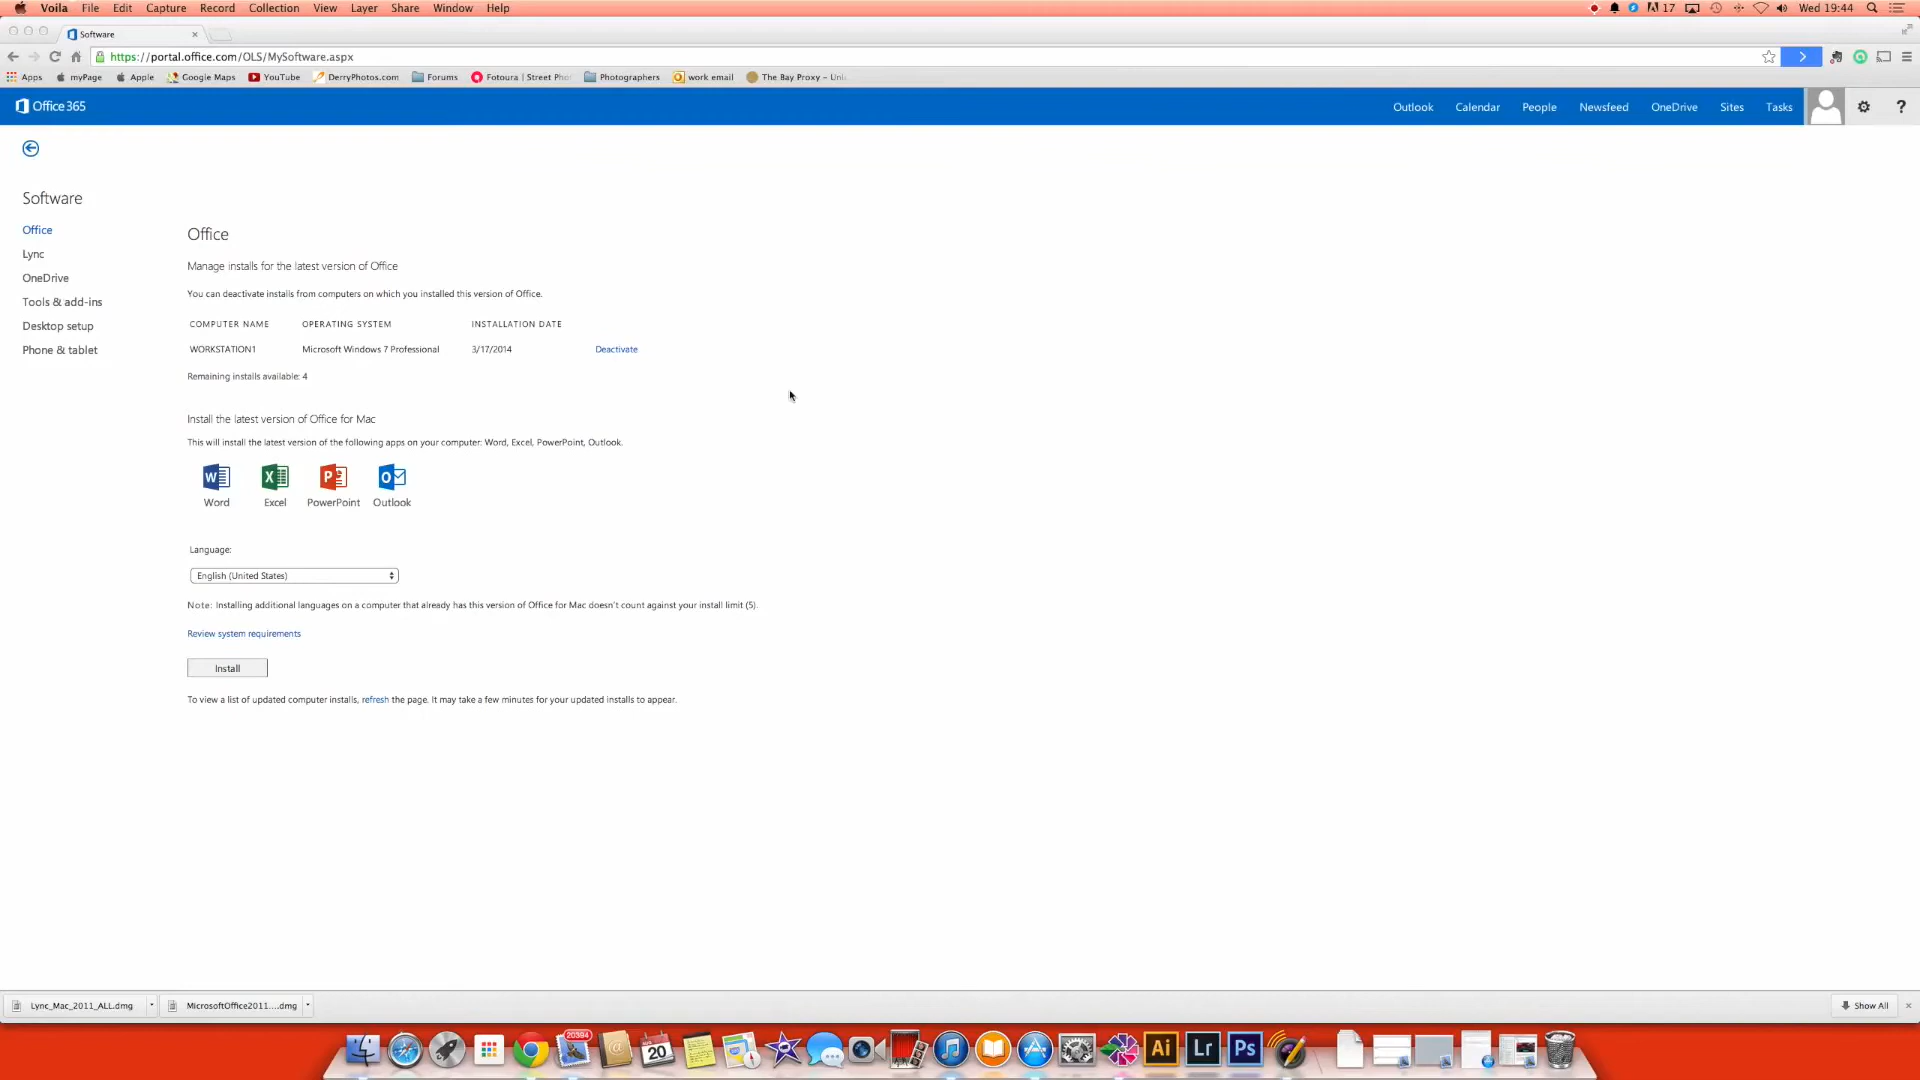 Voila File Edit Capture Record Collection View Layer Share Window Help 17 Wed 19:44
Software
https://portal.office.com/OLS/MySoftware.aspx
Apps myPage Apple Google Maps YouTube DerryPhotos.com Forums Fotoura | Street Pho Photographers work email The Bay Proxy – Un
Office 365 Outlook Calendar People Newsfeed OneDrive Sites Tasks ?
Software
Office
Lync
OneDrive
Tools & add-ins
Desktop setup
Phone & tablet
Office
Manage installs for the latest version of Office
You can deactivate installs from computers on which you installed this version of Office.
COMPUTER NAME OPERATING SYSTEM INSTALLATION DATE
WORKSTATION1 Microsoft Windows 7 Professional 3/17/2014 Deactivate
Remaining installs available: 4
Install the latest version of Office for Mac
This will install the latest version of the following apps on your computer: Word, Excel, PowerPoint, Outlook.
Word Excel PowerPoint Outlook
Language:
English (United States)
Note: Installing additional languages on a computer that already has this version of Office for Mac doesn't count against your install limit (5).
Review system requirements
Install
To view a list of updated computer installs, refresh the page. It may take a few minutes for your updated installs to appear.
Lync_Mac_2011_ALL.dmg MicrosoftOffice2011....dmg Show All
20394
20
Ai Lr Ps